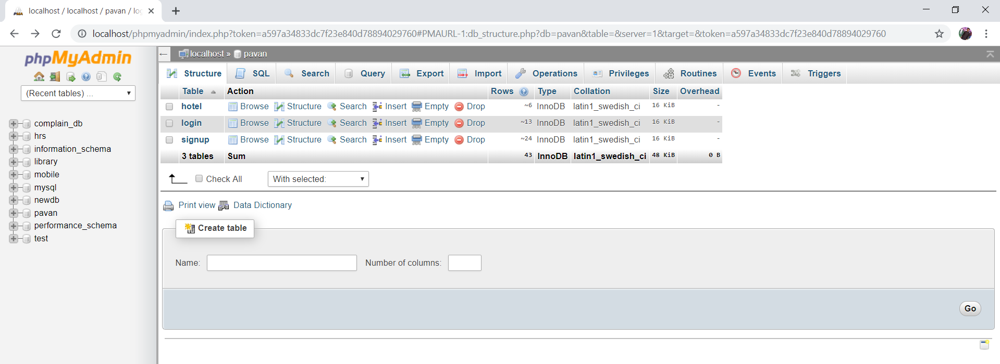 localhost / localhost / pavan / log
localhost/phpmyadmin/index.php?token=a597a34833dc7f23e840d78894029760#PMAURL-1:db_structure.php?db=pavan&table=&server=1&target=&token=a597a34833dc7f23e840d78894029760
phpMyAdmin
(Recent tables) ...
complain_db
hrs
information_schema
library
mobile
mysql
newdb
pavan
performance_schema
test
localhost » pavan
Structure SQL Search Query Export Import Operations Privileges Routines Events Triggers
Table Action Rows Type Collation Size Overhead
hotel Browse Structure Search Insert Empty Drop ~6 InnoDB latin1_swedish_ci 16 KiB -
login Browse Structure Search Insert Empty Drop ~13 InnoDB latin1_swedish_ci 16 KiB -
signup Browse Structure Search Insert Empty Drop ~24 InnoDB latin1_swedish_ci 16 KiB -
3 tables Sum 43 InnoDB latin1_swedish_ci 48 KiB 0 B
Check All With selected:
Print view Data Dictionary
Create table
Name: Number of columns:
Go